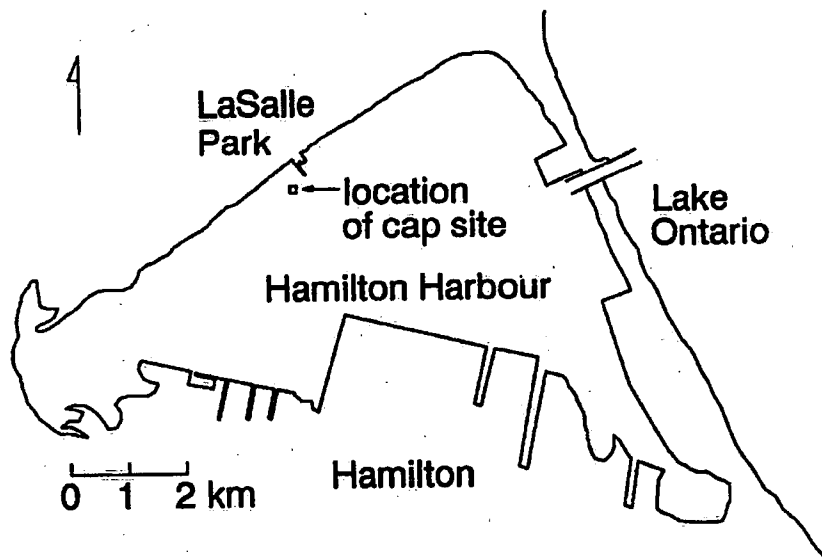 LaSalle
Park
location
of cap site
Lake
Ontario
Hamilton Harbour
Hamilton
0 1 2 km